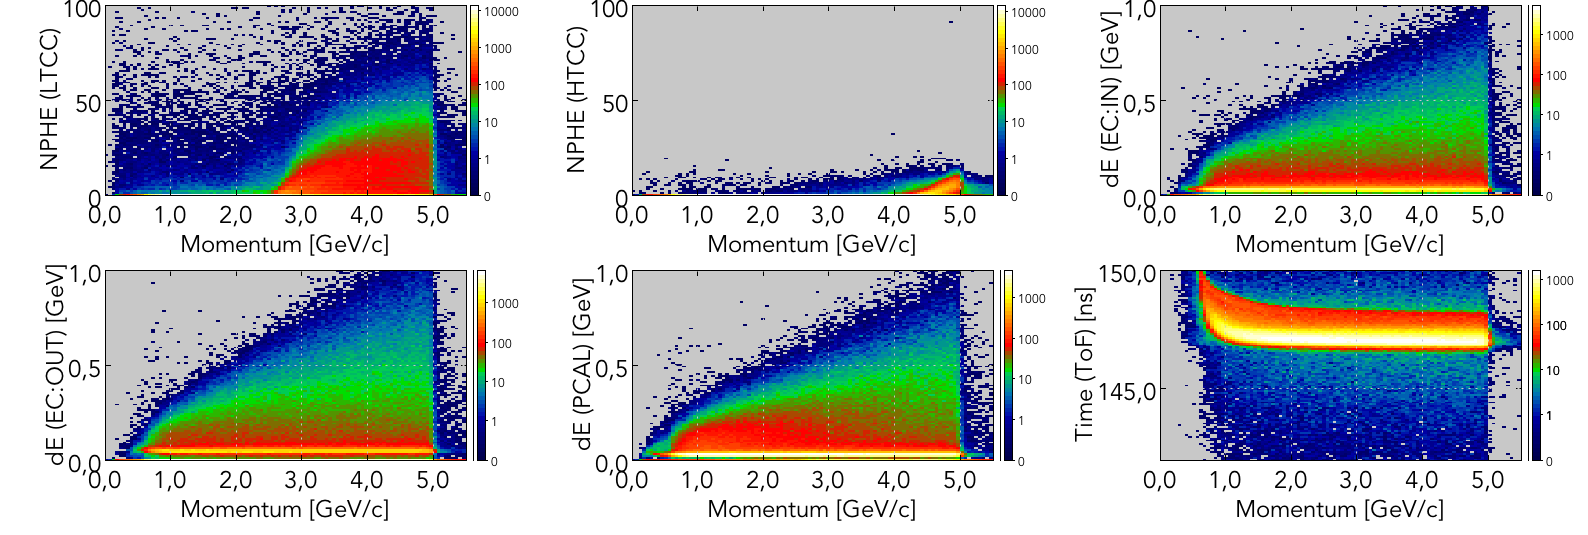 NPHE (LTCC)
100
50
0
0,0 1,0 2,0 3,0 4,0 5,0
Momentum [GeV/c]
10000
1000
100
10
1
0
NPHE (HTCC)
100
50
0
0,0 1,0 2,0 3,0 4,0 5,0
Momentum [GeV/c]
10000
1000
100
10
1
0
dE (EC:IN) [GeV]
1,0
0,5
0,0
0,0 1,0 2,0 3,0 4,0 5,0
Momentum [GeV/c]
1000
100
10
1
0
dE (EC:OUT) [GeV]
1,0
0,5
0,0
0,0 1,0 2,0 3,0 4,0 5,0
Momentum [GeV/c]
1000
100
10
1
0
dE (PCAL) [GeV]
1,0
0,5
0,0
0,0 1,0 2,0 3,0 4,0 5,0
Momentum [GeV/c]
1000
100
10
1
0
Time (ToF) [ns]
150,0
145,0
0,0 1,0 2,0 3,0 4,0 5,0
Momentum [GeV/c]
1000
100
10
1
0